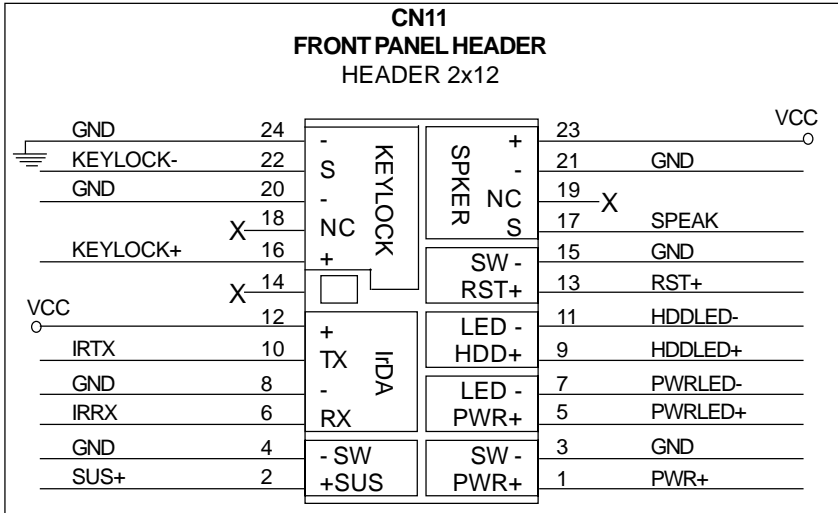 CN11
FRONT PANEL HEADER
HEADER 2x12
VCC
GND 24 - + 23
KEYLOCK- 22 S - 21 GND
GND 20 - NC 19 X
X 18 NC S 17 SPEAK
KEYLOCK+ 16 + SW - 15 GND
X 14 RST+ 13 RST+
KEYLOCK
SPKER
VCC
12 + LED - 11 HDDLED-
IRTX 10 TX HDD+ 9 HDDLED+
GND 8 - LED - 7 PWRLED-
IRRX 6 RX PWR+ 5 PWRLED+
IrDA
GND 4 - SW SW - 3 GND
SUS+ 2 +SUS PWR+ 1 PWR+